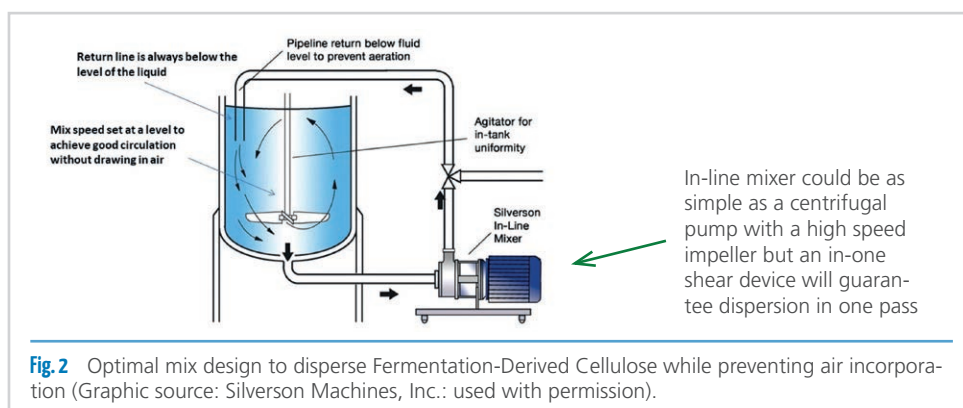 Pipeline return below fluid
level to prevent aeration
Return line is always below the
level of the liquid
Mix speed set at a level to
achieve good circulation
without drawing in air
Agitator for
in-tank
uniformity
Silverson
In-Line
Mixer
In-line mixer could be as
simple as a centrifugal
pump with a high speed
impeller but an in-one
shear device will guaran-
tee dispersion in one pass
Fig. 2 Optimal mix design to disperse Fermentation-Derived Cellulose while preventing air incorpora-
tion (Graphic source: Silverson Machines, Inc.: used with permission).